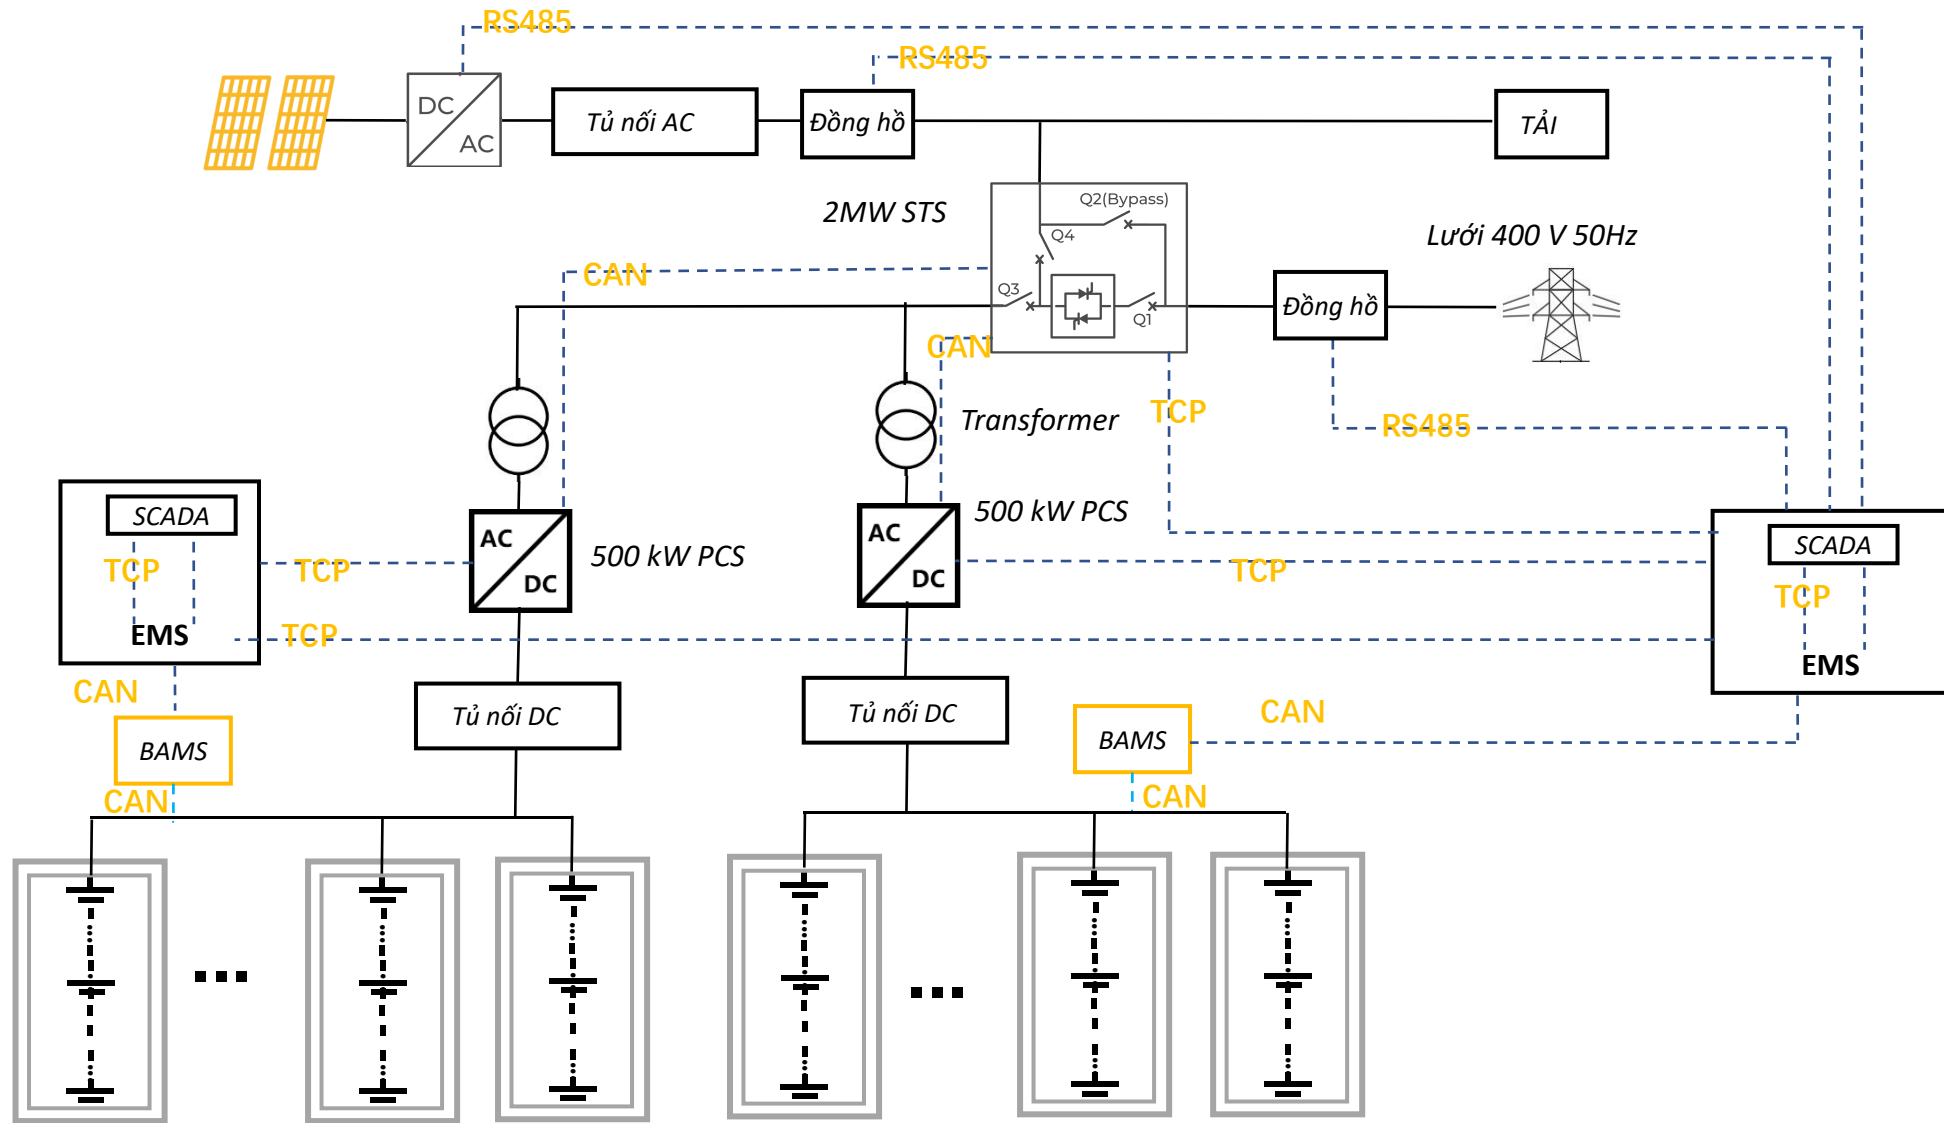 RS485
RS485
DC
AC
Tủ nối AC
Đồng hồ
TẢI
2MW STS
Q2(Bypass)
Q4
Lưới 400 V 50Hz
CAN
Q3
Q1
Đồng hồ
CAN
Transformer
TCP
RS485
SCADA
AC
DC
500 kW PCS
AC
DC
500 kW PCS
SCADA
TCP
TCP
TCP
TCP
EMS
TCP
EMS
CAN
Tủ nối DC
Tủ nối DC
CAN
BAMS
BAMS
CAN
CAN